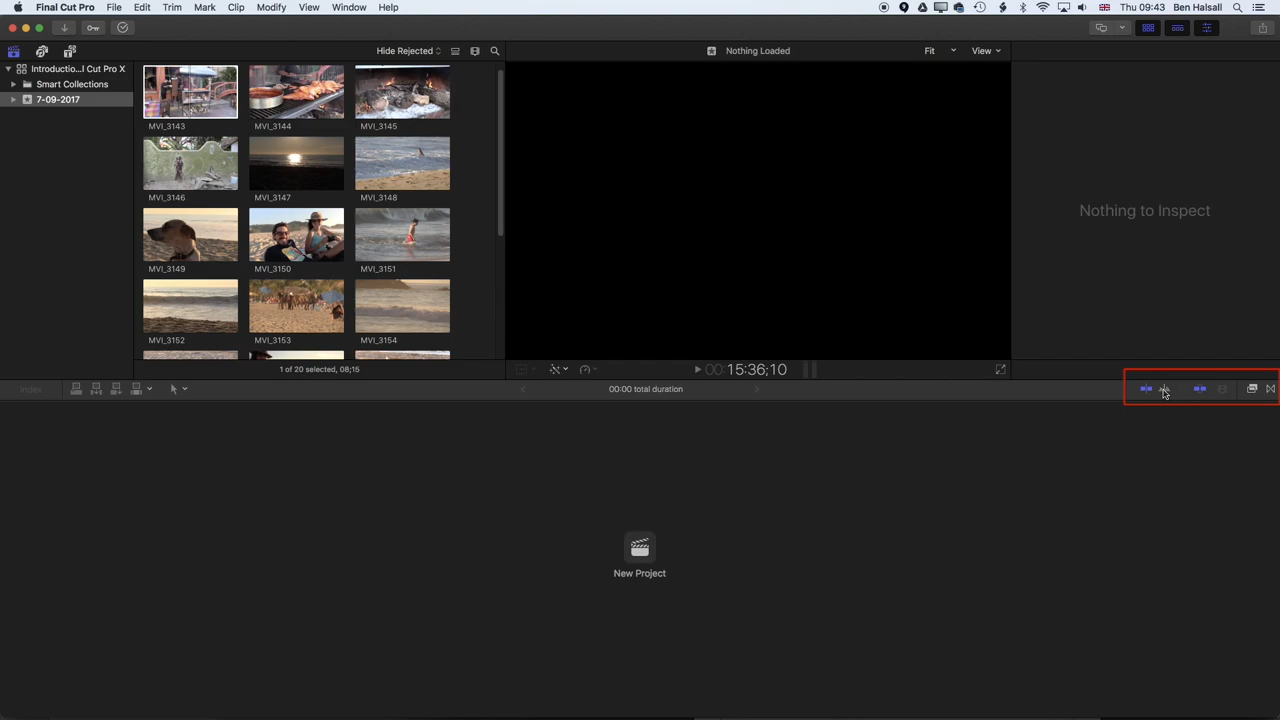 Final Cut Pro File Edit Trim Mark Clip Modify View Window Help Thu 09:43 Ben Halsall
Hide Rejected Nothing Loaded Fit View
Introductio...l Cut Pro X
Smart Collections
7-09-2017
MVI_3143 MVI_3144 MVI_3145
MVI_3146 MVI_3147 MVI_3148
MVI_3149 MVI_3150 MVI_3151
MVI_3152 MVI_3153 MVI_3154
Nothing to Inspect
1 of 20 selected, 08;15 00:15:36;10
Index 00:00 total duration
New Project